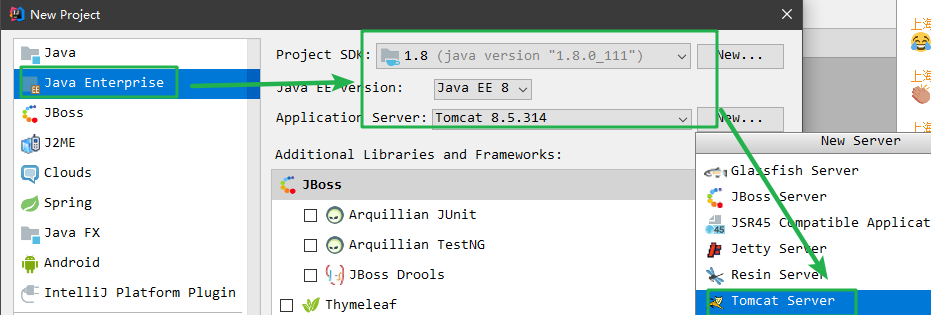 New Project
Java
Java Enterprise
JBoss
J2ME
Clouds
Spring
Java FX
Android
IntelliJ Platform Plugin
Project SDK: 1.8 (java version "1.8.0_111") New...
Java EE version: Java EE 8
Application Server: Tomcat 8.5.314 New...
Additional Libraries and Frameworks:
JBoss
Arquillian JUnit
Arquillian TestNG
JBoss Drools
Thymeleaf
New Server
Glassfish Server
JBoss Server
JSR45 Compatible Applicat
Jetty Server
Resin Server
Tomcat Server
上海
上海
上海